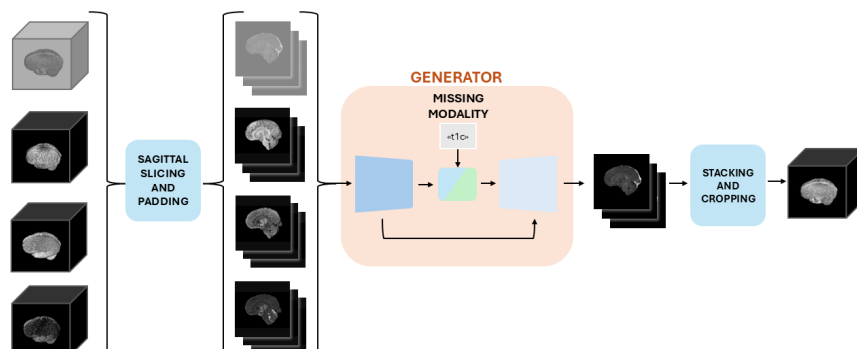 GENERATOR
MISSING
MODALITY
«t1c»
SAGITTAL
SLICING
AND
PADDING
STACKING
AND
CROPPING